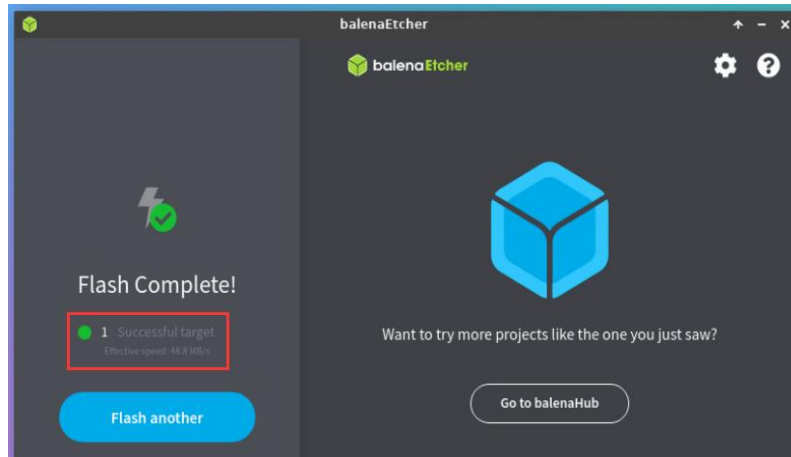 balenaEtcher
balenaEtcher
Flash Complete!
1 Successful target
Effective speed: 48.8 MB/s
Flash another
Want to try more projects like the one you just saw?
Go to balenaHub